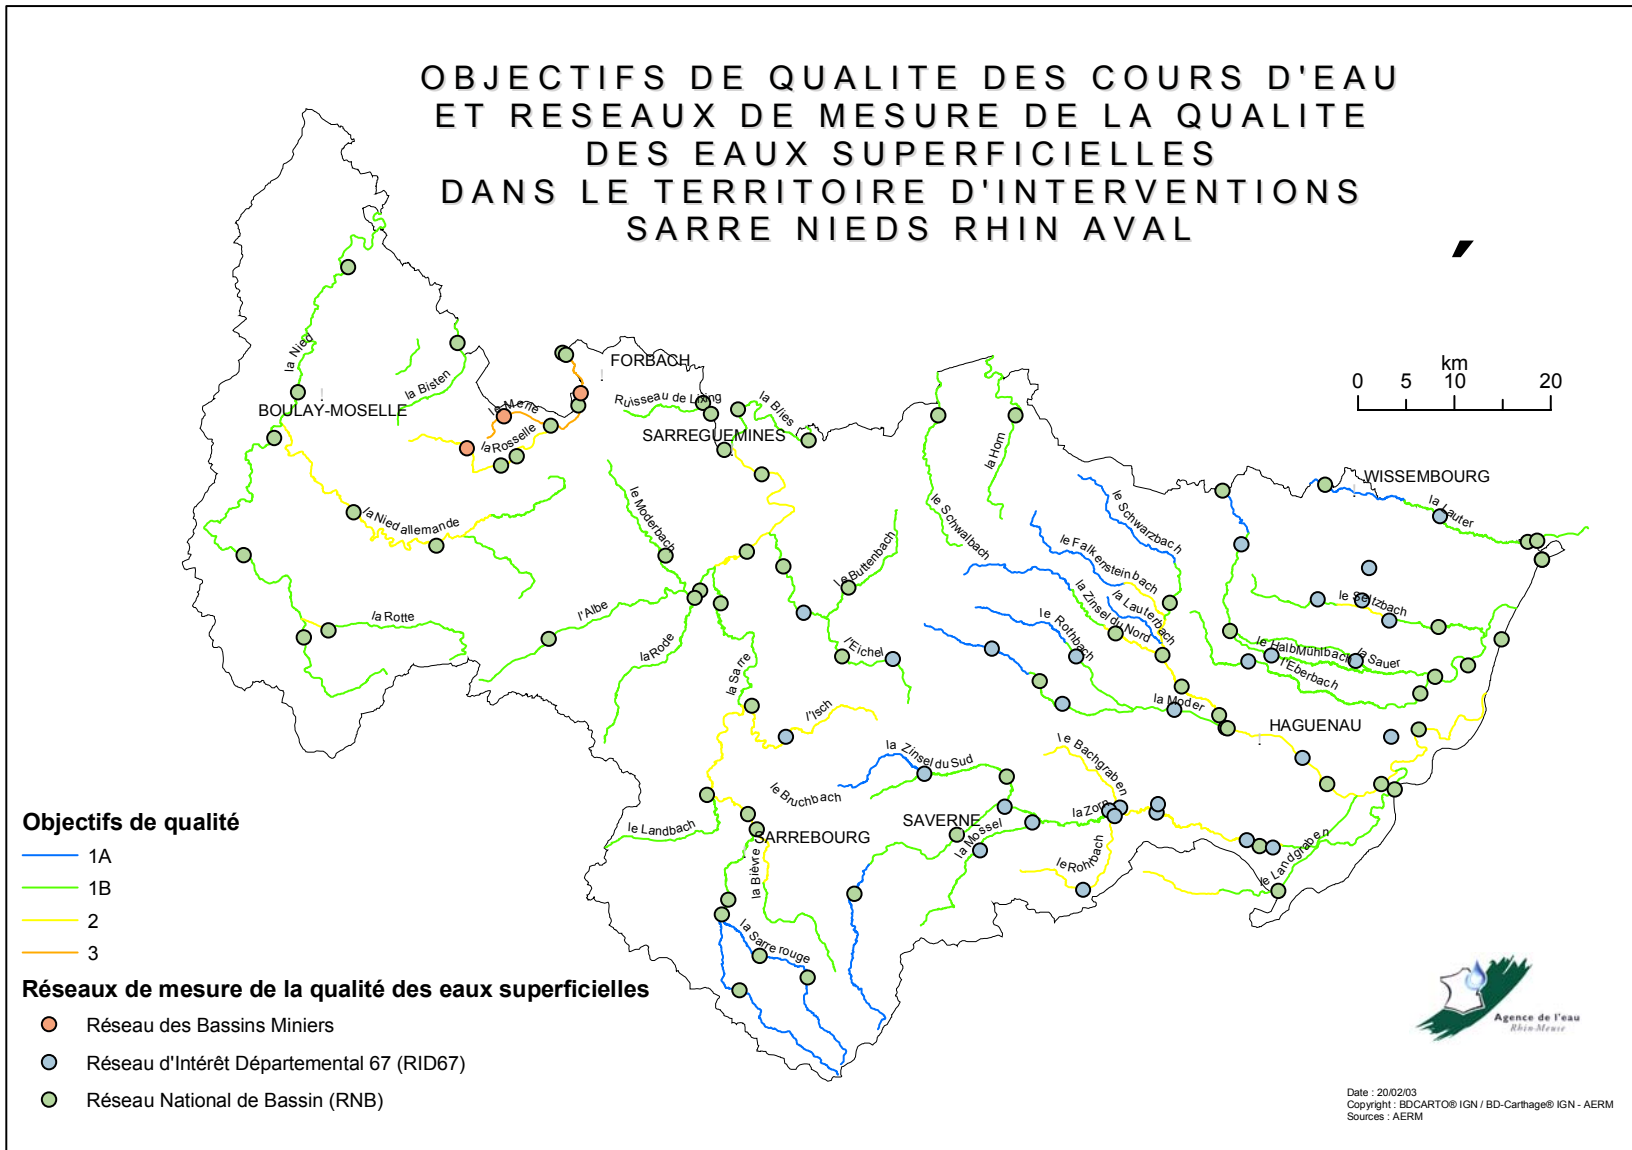 OBJECTIFS DE QUALITE DES COURS D'EAU
ET RESEAUX DE MESURE DE LA QUALITE
DES EAUX SUPERFICIELLES
DANS LE TERRITOIRE D'INTERVENTIONS
SARRE NIEDS RHIN AVAL
km
0 5 10 20
la Nied
BOULAY-MOSELLE
la Bisten
le Merle
la Rosselle
FORBACH
Ruisseau de Lixing
la Blies
SARREGUEMINES
la Horn
le Schwalbach
le Schwarzbach
WISSEMBOURG
la Lauter
la Nied allemande
le Moderbach
Le Buttenbach
le Falkensteinbach
la Lauterbach
la Zinsel du Nord
le Rothbach
le Seltzbach
le HalbMühlbach
la Sauer
l'Eberbach
la Rotte
l'Albe
la Rode
la Sarre
l'Eichel
l'Isch
la Moder
HAGUENAU
la Zinsel du Sud
le Bachgraben
le Bruchbach
le Landbach
SARREBOURG
SAVERNE
la Mossel
la Zorn
le Rohrbach
le Landgraben
la Bièvre
la Sarre rouge
Objectifs de qualité
1A
1B
2
3
Réseaux de mesure de la qualité des eaux superficielles
Réseau des Bassins Miniers
Réseau d'Intérêt Départemental 67 (RID67)
Réseau National de Bassin (RNB)
Agence de l'eau
Rhin-Meuse
Date : 20/02/03
Copyright : BDCARTO® IGN / BD-Carthage® IGN - AERM
Sources : AERM